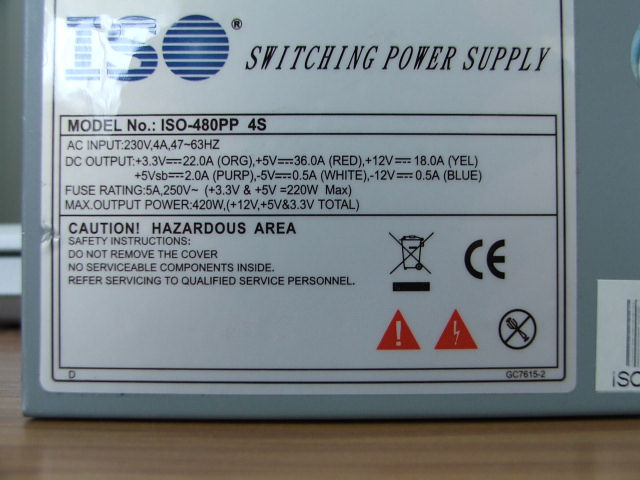 ISO®
SWITCHING POWER SUPPLY
MODEL No.: ISO-480PP 4S
AC INPUT:230V,4A,47~63HZ
DC OUTPUT:+3.3V⎓22.0A (ORG),+5V⎓36.0A (RED),+12V⎓ 18.0A (YEL)
+5Vsb⎓2.0A (PURP),-5V⎓0.5A (WHITE),-12V⎓0.5A (BLUE)
FUSE RATING:5A,250V~ (+3.3V & +5V =220W Max)
MAX.OUTPUT POWER:420W,(+12V,+5V&3.3V TOTAL)
CAUTION! HAZARDOUS AREA
SAFETY INSTRUCTIONS:
DO NOT REMOVE THE COVER
NO SERVICEABLE COMPONENTS INSIDE.
REFER SERVICING TO QUALIFIED SERVICE PERSONNEL.
CE
D
GC7615-2
ISO